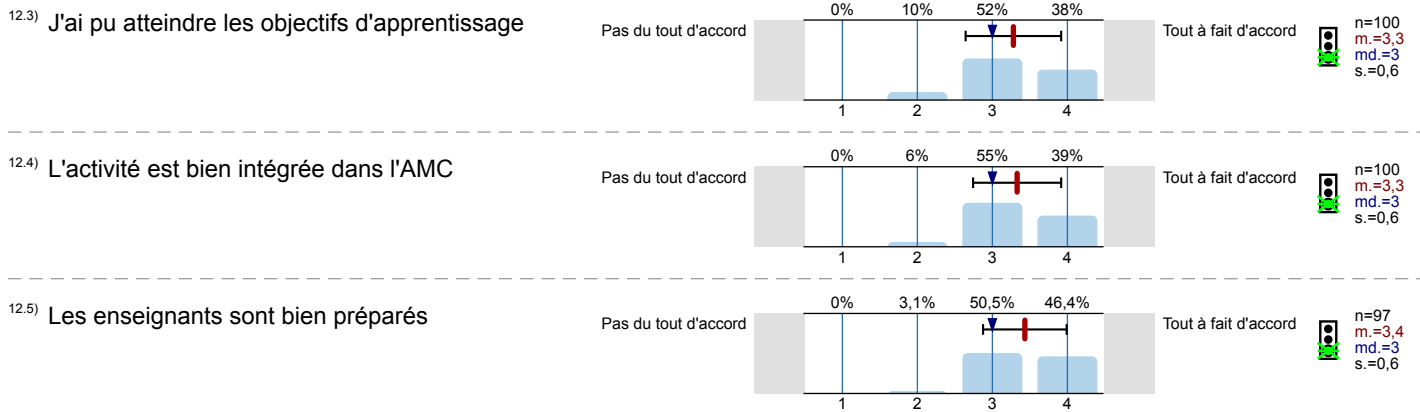 12.3) J'ai pu atteindre les objectifs d'apprentissage
0% 10% 52% 38%
Pas du tout d'accord Tout à fait d'accord
1 2 3 4
n=100
m.=3,3
md.=3
s.=0,6
12.4) L'activité est bien intégrée dans l'AMC
0% 6% 55% 39%
Pas du tout d'accord Tout à fait d'accord
1 2 3 4
n=100
m.=3,3
md.=3
s.=0,6
12.5) Les enseignants sont bien préparés
0% 3,1% 50,5% 46,4%
Pas du tout d'accord Tout à fait d'accord
1 2 3 4
n=97
m.=3,4
md.=3
s.=0,6